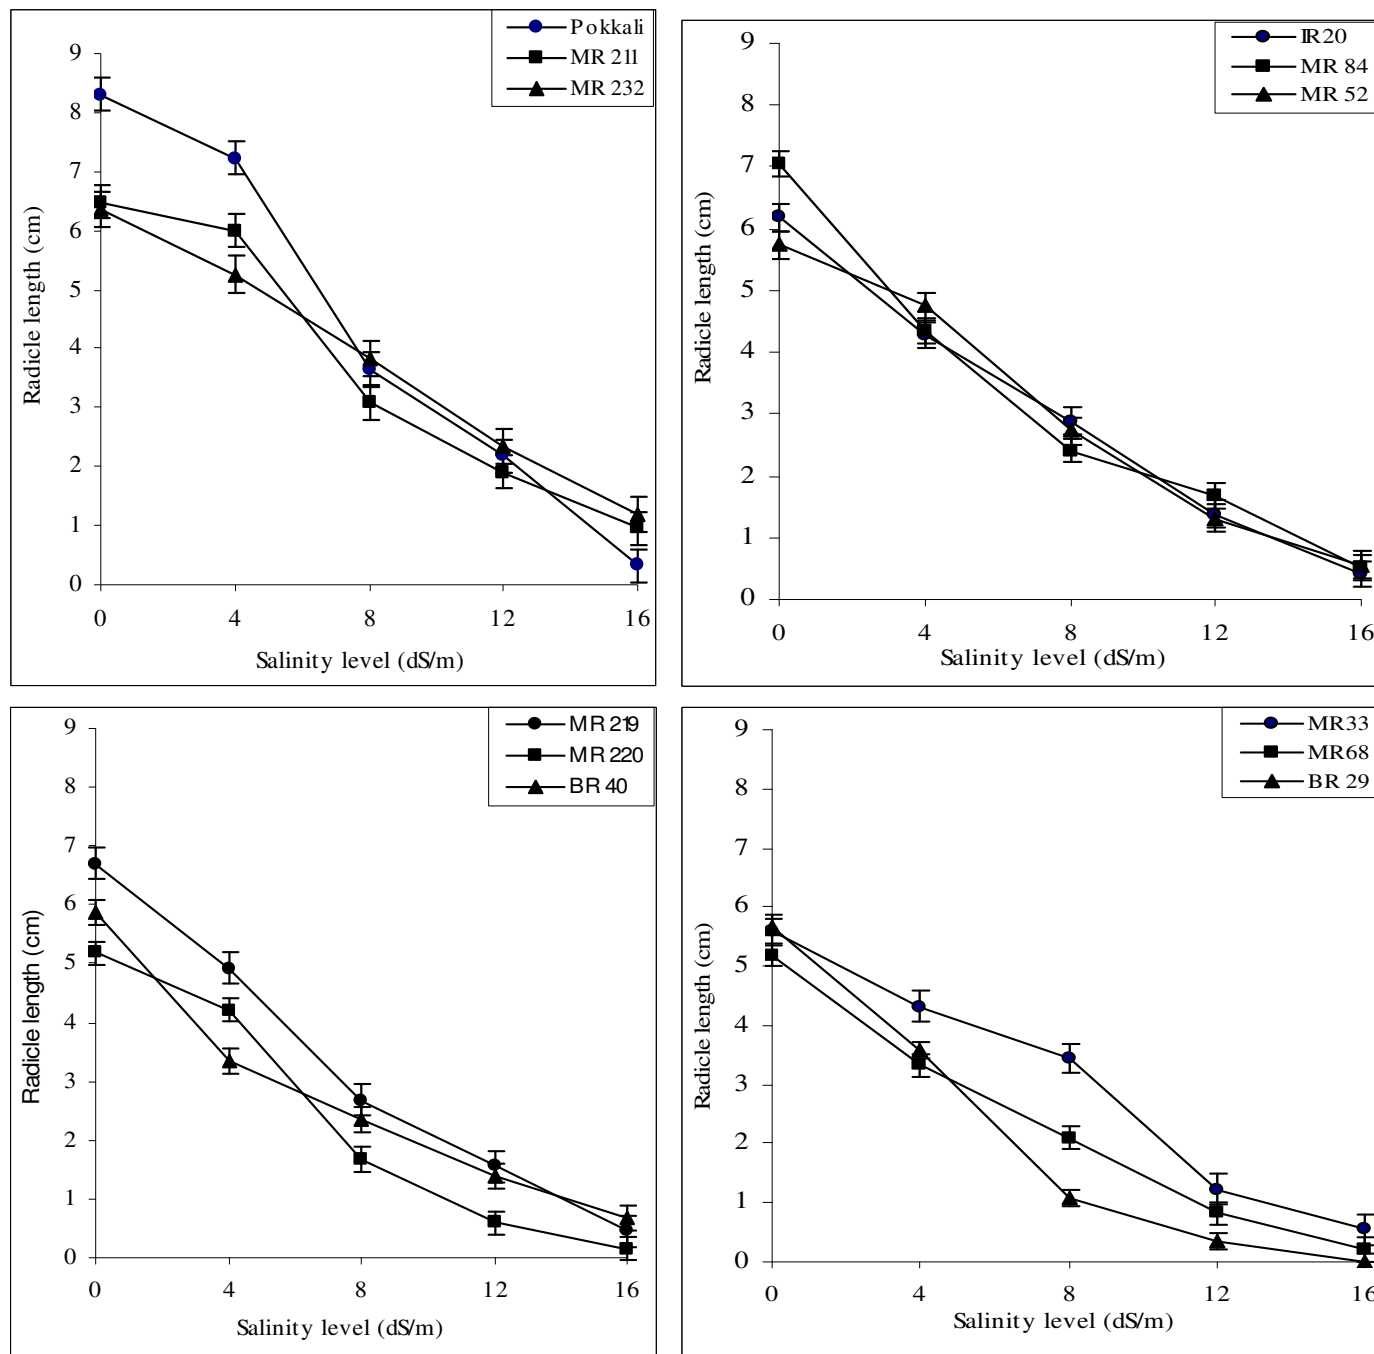 Pokkali
MR 211
MR 232
9
8
7
6
5
4
3
2
1
0
Radicle length (cm)
0 4 8 12 16
Salinity level (dS/m)
IR20
MR 84
MR 52
9
8
7
6
5
4
3
2
1
0
Radicle length (cm)
0 4 8 12 16
Salinity level (dS/m)
MR 219
MR 220
BR 40
9
8
7
6
5
4
3
2
1
0
Radicle length (cm)
0 4 8 12 16
Salinity level (dS/m)
MR33
MR68
BR 29
9
8
7
6
5
4
3
2
1
0
Radicle length (cm)
0 4 8 12 16
Salinity level (dS/m)